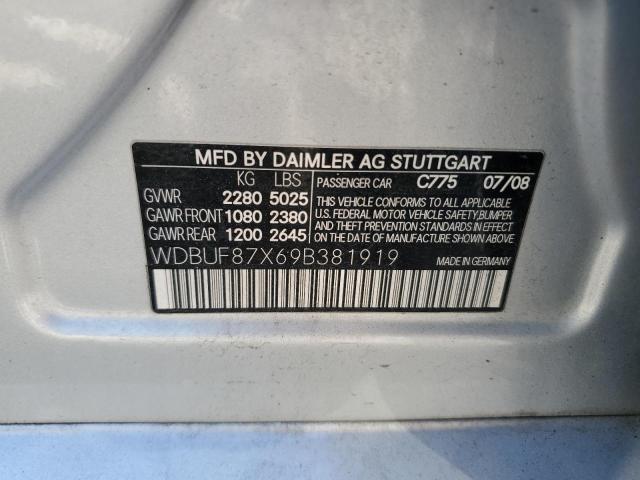 MFD BY DAIMLER AG STUTTGART
KG LBS
GVWR 2280 5025
GAWR FRONT 1080 2380
GAWR REAR 1200 2645
PASSENGER CAR C775 07/08
THIS VEHICLE CONFORMS TO ALL APPLICABLE
U.S. FEDERAL MOTOR VEHICLE SAFETY,BUMPER
AND THEFT PREVENTION STANDARDS IN EFFECT
ON THE DATE OF MANUFACTURE SHOWN ABOVE.
WDBUF87X69B381919
MADE IN GERMANY